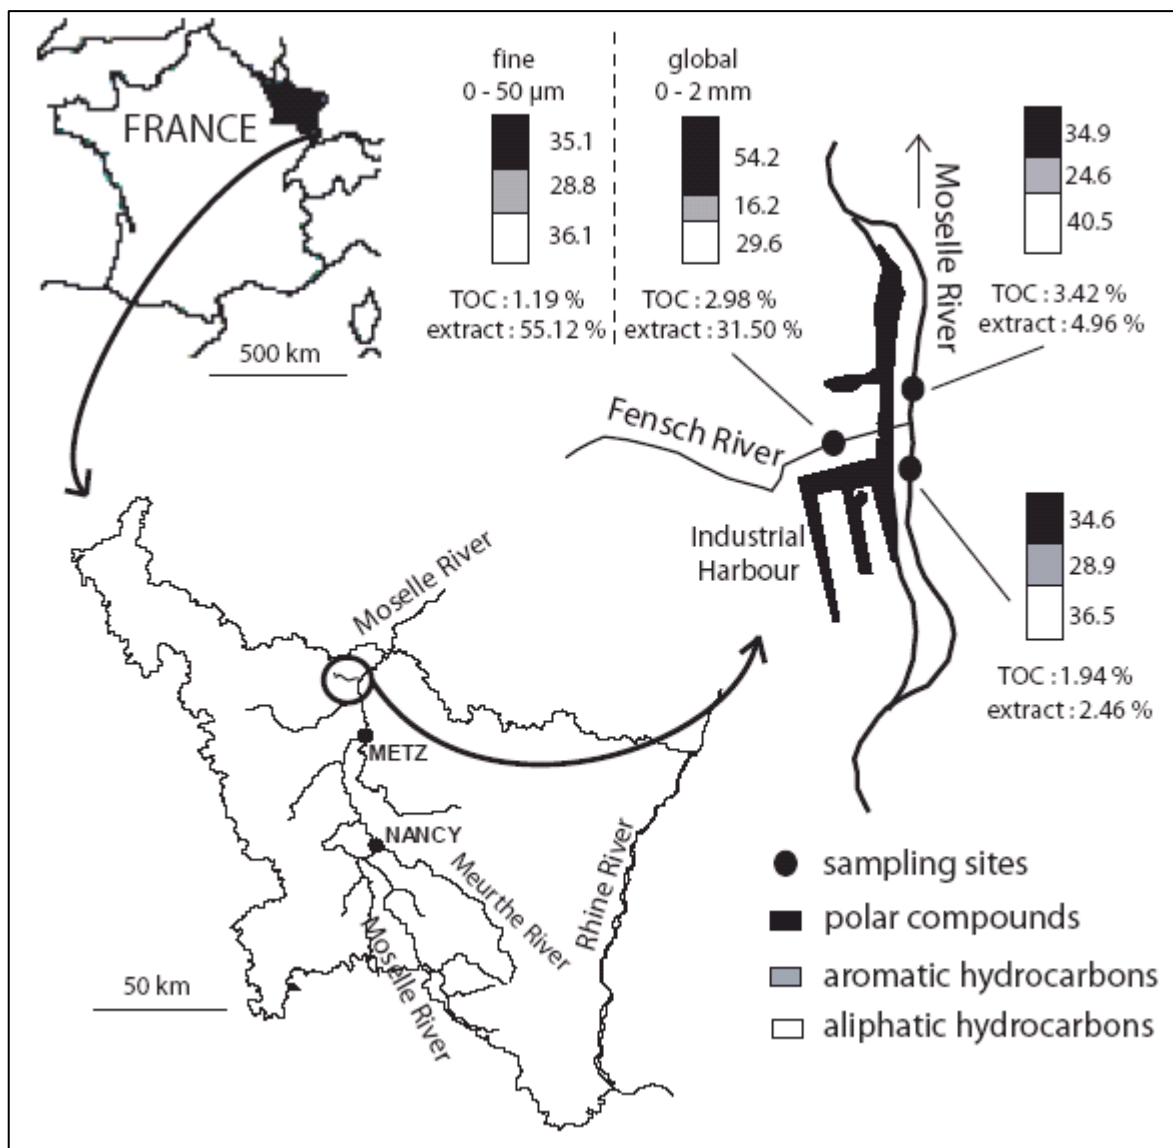 FRANCE
500 km
fine
0 - 50 µm
35.1
28.8
36.1
TOC : 1.19 %
extract : 55.12 %
global
0 - 2 mm
54.2
16.2
29.6
TOC : 2.98 %
extract : 31.50 %
34.9
24.6
40.5
TOC : 3.42 %
extract : 4.96 %
Moselle River
Fensch River
Industrial
Harbour
34.6
28.9
36.5
TOC : 1.94 %
extract : 2.46 %
Moselle River
METZ
NANCY
Meurthe River
Moselle River
Rhine River
50 km
sampling sites
polar compounds
aromatic hydrocarbons
aliphatic hydrocarbons